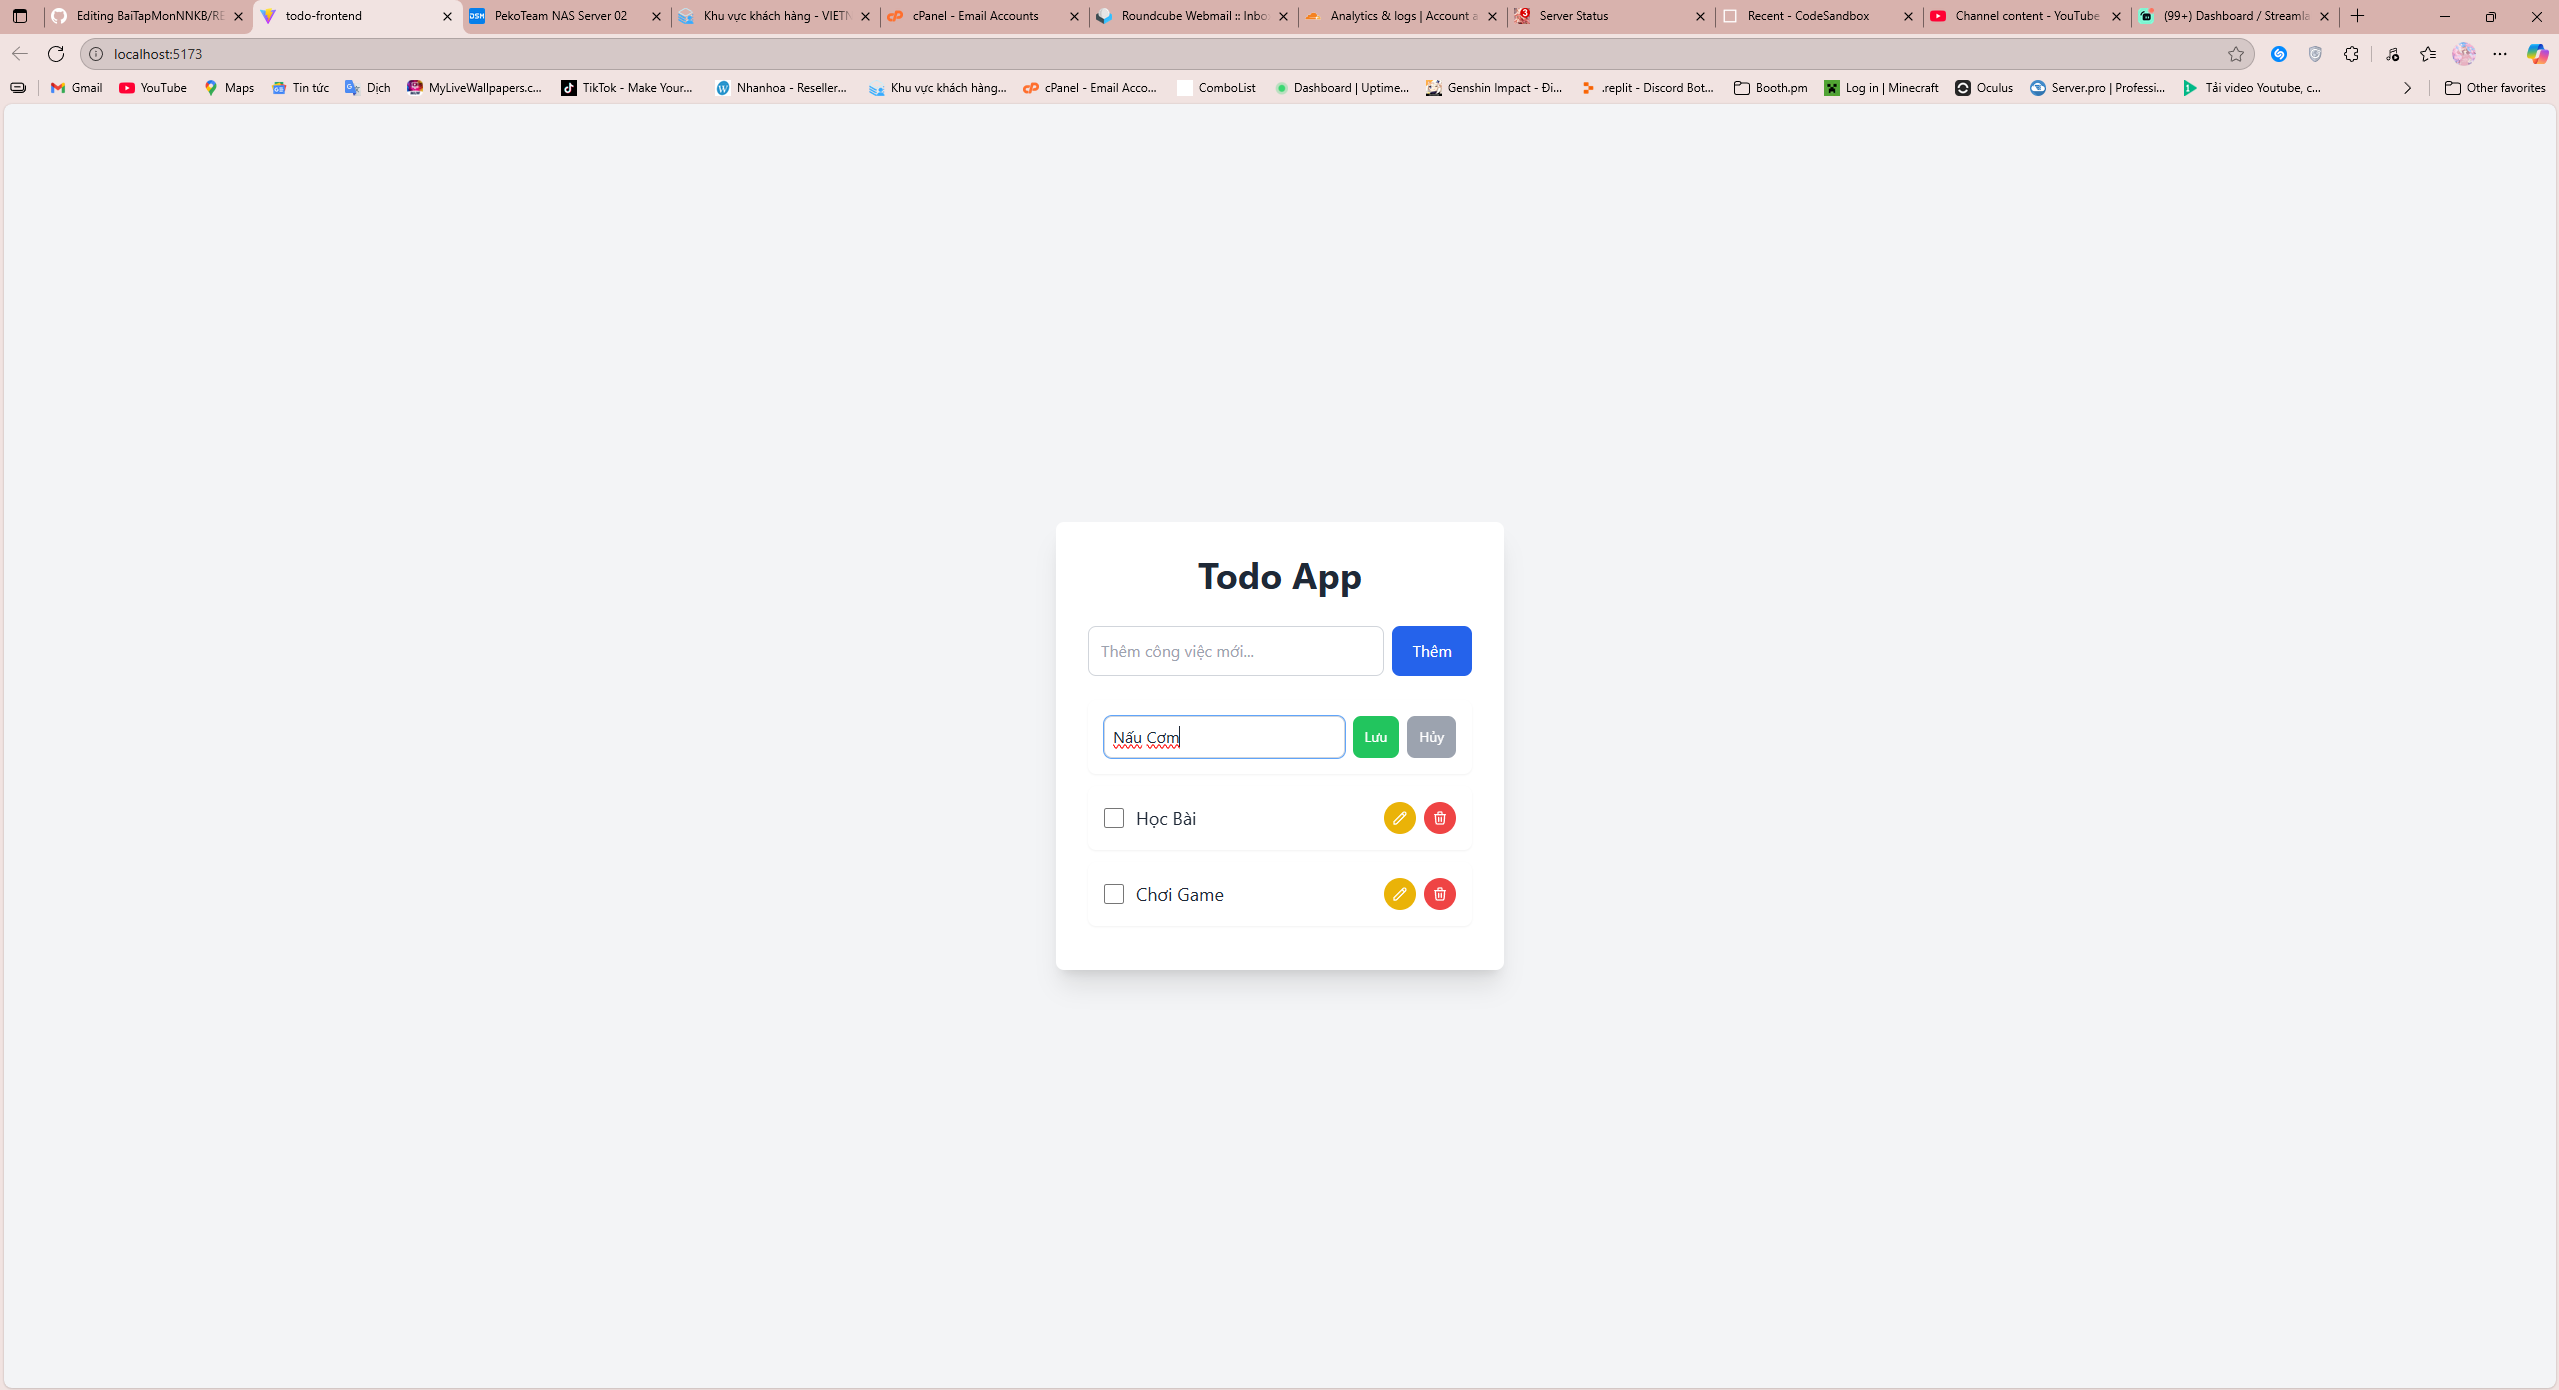 Editing BaiTapMonNNKB/RE
todo-frontend
PekoTeam NAS Server 02
Khu vực khách hàng - VIETN
cPanel - Email Accounts
Roundcube Webmail :: Inbo
Analytics & logs | Account a
Server Status
Recent - CodeSandbox
Channel content - YouTube
(99+) Dashboard / Streamla
localhost:5173
Gmail
YouTube
Maps
Tin tức
Dịch
MyLiveWallpapers.c...
TikTok - Make Your...
Nhanhoa - Reseller...
Khu vực khách hàng...
cPanel - Email Acco...
ComboList
Dashboard | Uptime...
Genshin Impact - Đi...
.replit - Discord Bot...
Booth.pm
Log in | Minecraft
Oculus
Server.pro | Professi...
Tải video Youtube, c...
Other favorites
Todo App
Thêm công việc mới...
Thêm
Nấu Cơm
Lưu
Hủy
Học Bài
Chơi Game